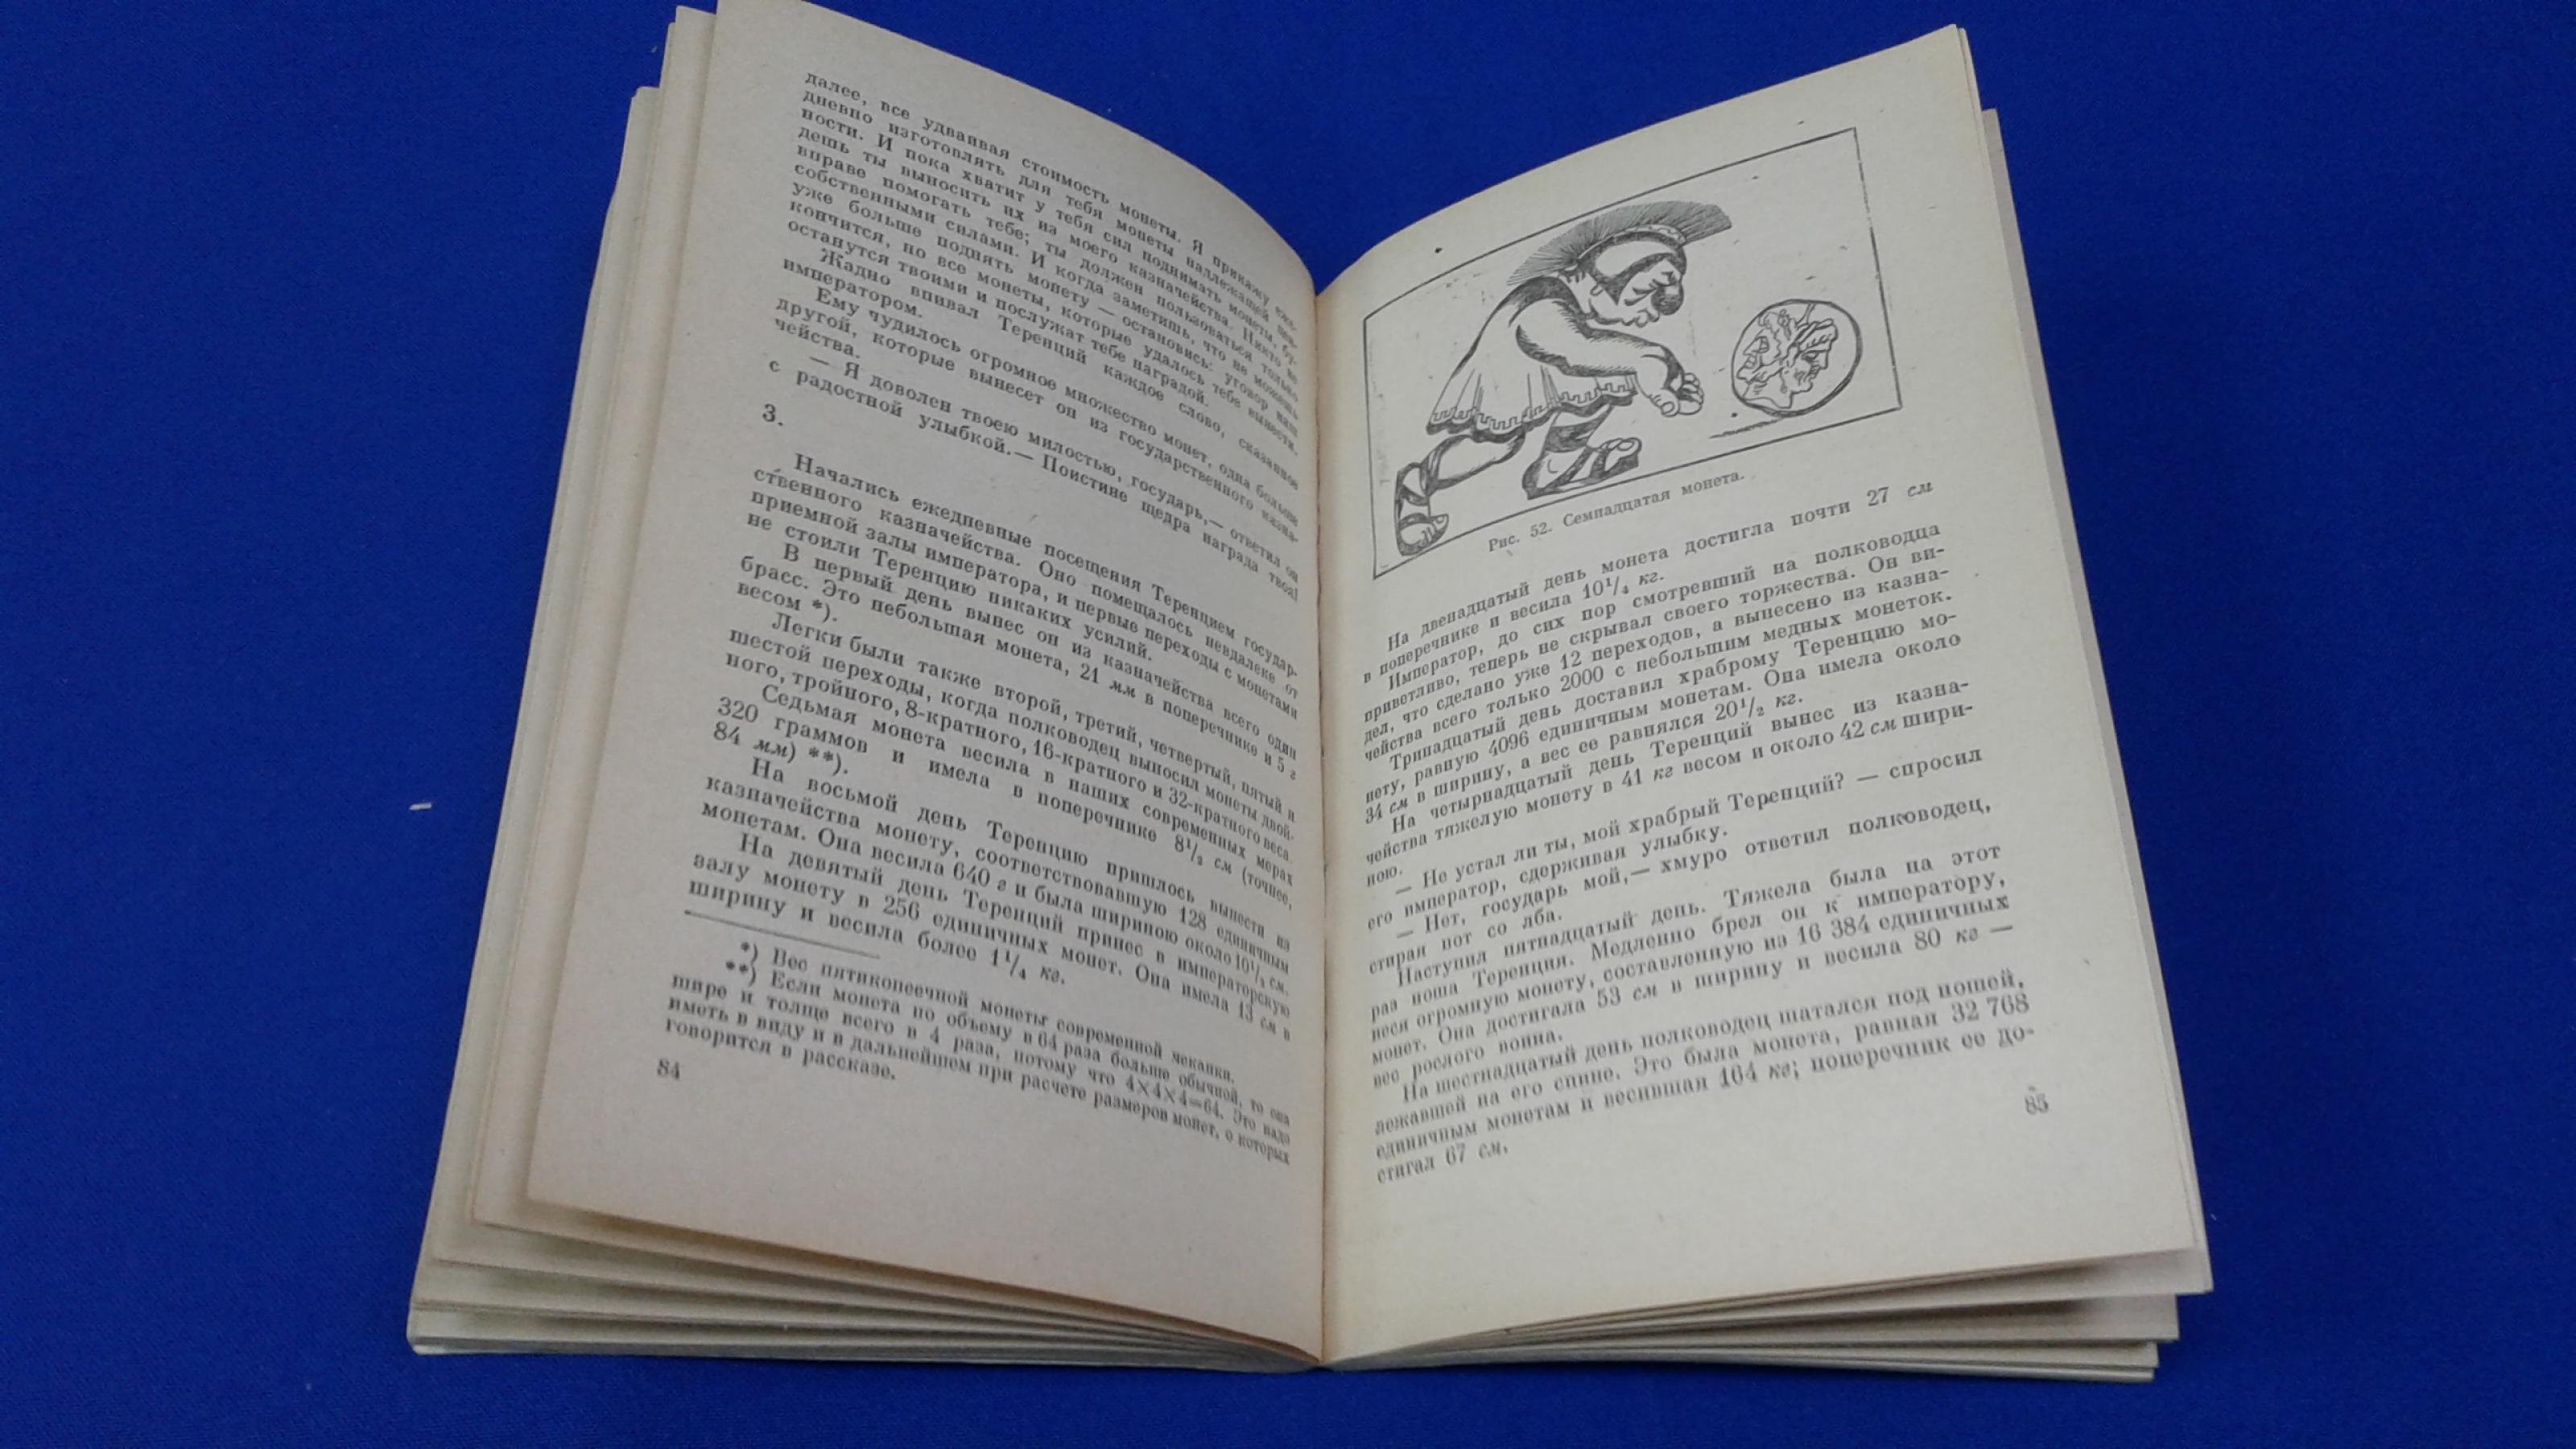 далее, все удваивая стоимость монеты. Я прикажу еже-
дневно изготовлять для тебя монеты надлежащей цен-
ности. И пока хватит у тебя сил поднимать монеты, бу-
дешь ты выносить их из моего казначейства. Никто не
вправе помогать тебе; ты должен пользоваться только
собственными силами. И когда заметишь, что не можешь
уже больше поднять монету — остановись: уговор наш
кончится, но все монеты, которые удалось тебе вынести,
останутся твоими и послужат тебе наградой.
Жадно впивал Теренций каждое слово, сказанное
императором.
Ему чудилось огромное множество монет, одна больше
другой, которые вынесет он из государственного казна-
чейства.
— Я доволен твоею милостью, государь,— ответил он
с радостной улыбкой.— Поистине щедра награда твоя!
3.
Начались ежедневные посещения Теренцием государ-
ственного казначейства. Оно помещалось невдалеке от
приемной залы императора, и первые переходы с монетами
не стоили Теренцию никаких усилий.
В первый день вынес он из казначейства всего один
брасс. Это небольшая монета, 21 мм в поперечнике и 5 г
весом *).
Легки были также второй, третий, четвертый, пятый и
шестой переходы, когда полководец выносил монеты двой-
ного, тройного, 8-кратного, 16-кратного и 32-кратного веса.
Седьмая монета весила в наших современных мерах
320 граммов и имела в поперечнике 8¹/₂ см (точнее,
84 мм) **).
На восьмой день Теренцию пришлось вынести из
казначейства монету, соответствовавшую 128 единичным
монетам. Она весила 640 г и была шириною около 10¹/₂ см.
На девятый день Теренций принес в императорскую
залу монету в 256 единичных монет. Она имела 13 см в
ширину и весила более 1¹/₄ кг.
*) Вес пятикопеечной монеты современной чеканки.
**) Если монета по объему в 64 раза больше обычной, то она
шире и толще всего в 4 раза, потому что 4×4×4=64. Это надо
иметь в виду и в дальнейшем при расчете размеров монет, о которых
говорится в рассказе.
84
Рис. 52. Семнадцатая монета.
На двенадцатый день монета достигла почти 27 см
в поперечнике и весила 10¹/₄ кг.
Император, до сих пор смотревший на полководца
приветливо, теперь не скрывал своего торжества. Он ви-
дел, что сделано уже 12 переходов, а вынесено из казна-
чейства всего только 2000 с небольшим медных монеток.
Тринадцатый день доставил храброму Теренцию мо-
нету, равную 4096 единичным монетам. Она имела около
34 см в ширину, а вес ее равнялся 20¹/₂ кг.
На четырнадцатый день Теренций вынес из казна-
чейства тяжелую монету в 41 кг весом и около 42 см шири-
ною.
— Не устал ли ты, мой храбрый Теренций? — спросил
его император, сдерживая улыбку.
— Нет, государь мой,— хмуро ответил полководец,
стирая пот со лба.
Наступил пятнадцатый день. Тяжела была на этот
раз ноша Теренция. Медленно брел он к императору,
неся огромную монету, составленную из 16 384 единичных
монет. Она достигала 53 см в ширину и весила 80 кг —
вес рослого воина.
На шестнадцатый день полководец шатался под ношей,
лежавшей на его спине. Это была монета, равная 32 768
единичным монетам и весившая 164 кг; поперечник ее до-
стигал 67 см.
85